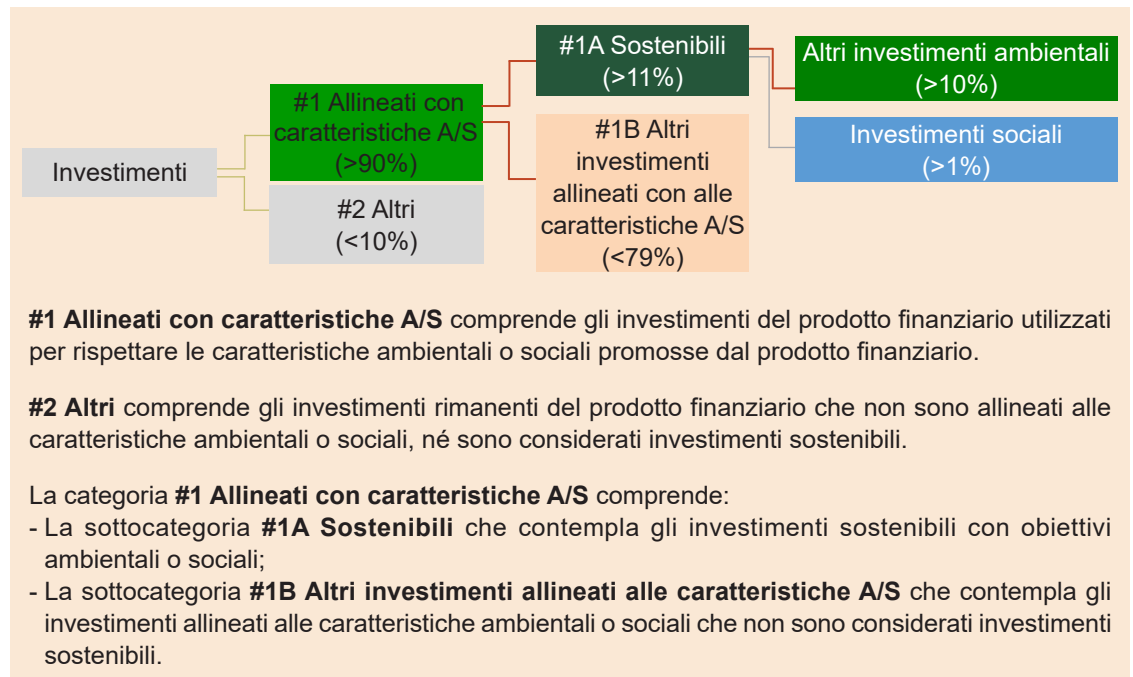 Investimenti
#1 Allineati con
caratteristiche A/S
(>90%)
#2 Altri
(<10%)
#1A Sostenibili
(>11%)
#1B Altri
investimenti
allineati con alle
caratteristiche A/S
(<79%)
Altri investimenti ambientali
(>10%)
Investimenti sociali
(>1%)
#1 Allineati con caratteristiche A/S comprende gli investimenti del prodotto finanziario utilizzati
per rispettare le caratteristiche ambientali o sociali promosse dal prodotto finanziario.
#2 Altri comprende gli investimenti rimanenti del prodotto finanziario che non sono allineati alle
caratteristiche ambientali o sociali, né sono considerati investimenti sostenibili.
La categoria #1 Allineati con caratteristiche A/S comprende:
- La sottocategoria #1A Sostenibili che contempla gli investimenti sostenibili con obiettivi
ambientali o sociali;
- La sottocategoria #1B Altri investimenti allineati alle caratteristiche A/S che contempla gli
investimenti allineati alle caratteristiche ambientali o sociali che non sono considerati investimenti
sostenibili.